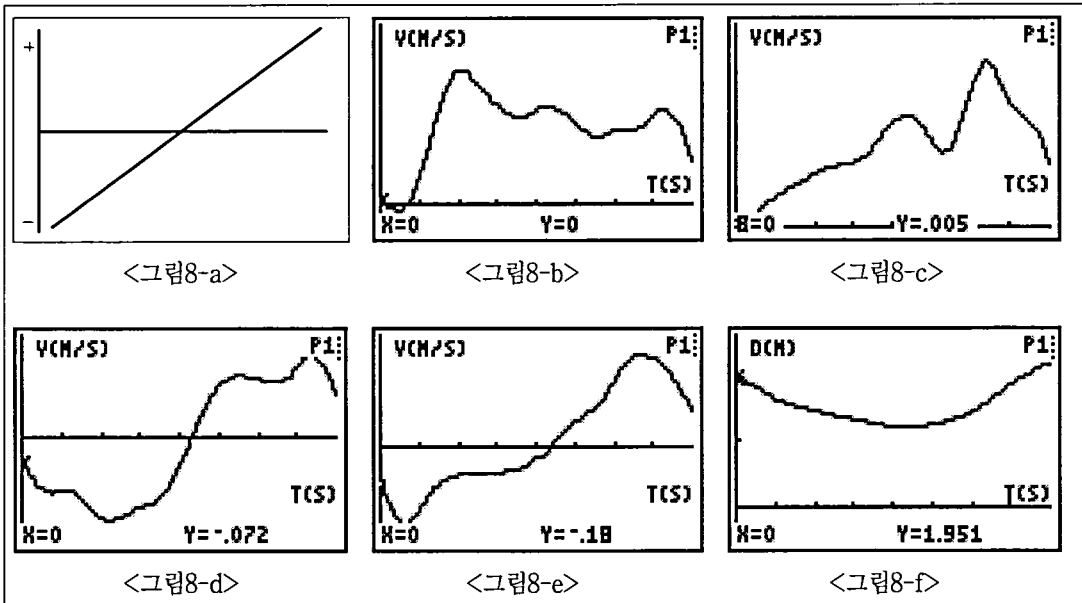 +
−
V(M/S) P1
T(S)
X=0 Y=0
V(M/S) P1
T(S)
X=0 Y=.005
<그림8-a> <그림8-b> <그림8-c>
V(M/S) P1
T(S)
X=0 Y=-.072
V(M/S) P1
T(S)
X=0 Y=-.18
D(M) P1
T(S)
X=0 Y=1.951
<그림8-d> <그림8-e> <그림8-f>